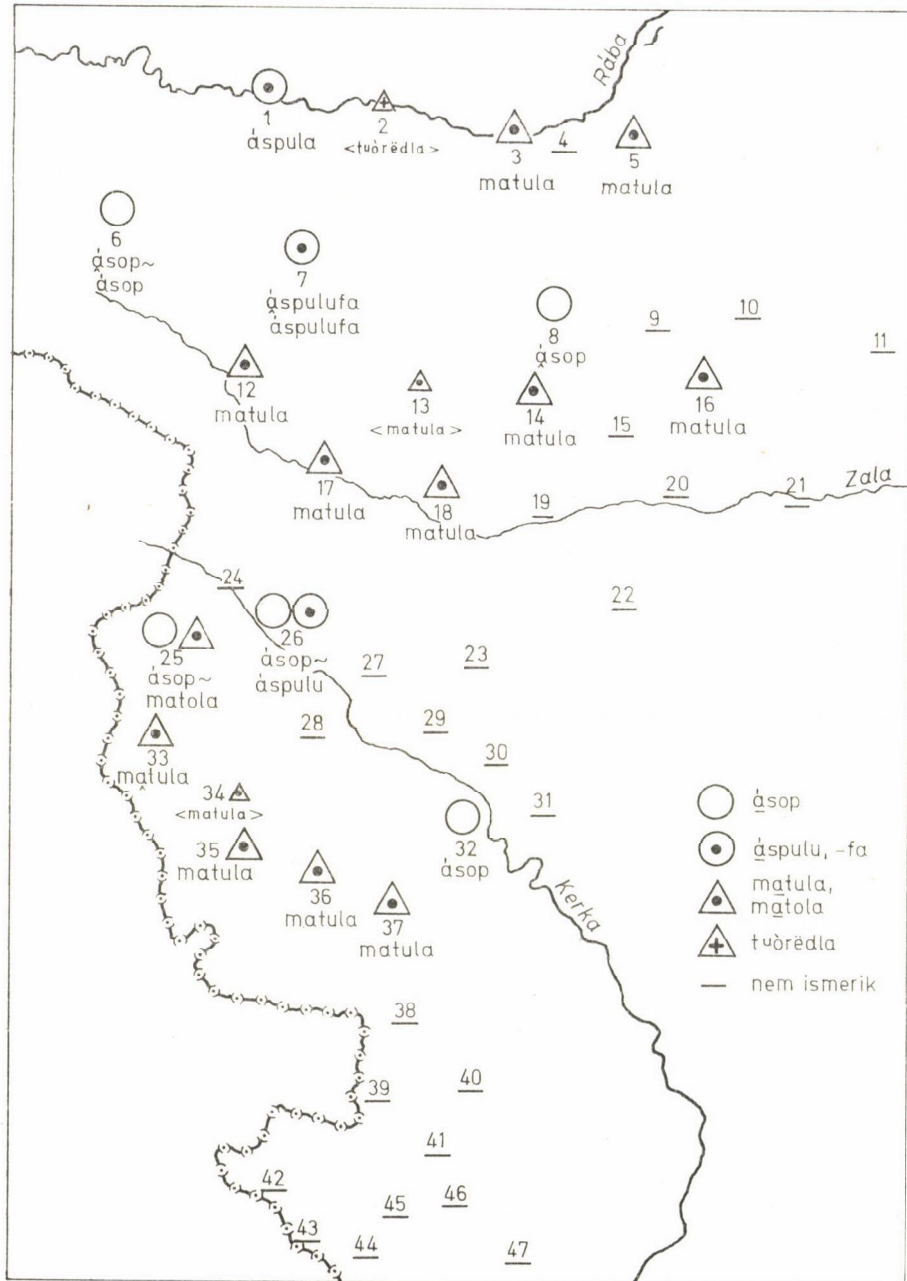 Rába
1
áspula
2
<tuòrëdla>
3
matula
4
5
matula
6
ásop~
ásop
7
áspulufa
áspulufa
8
ásop
9
10
11
12
matula
13
<matula>
14
matula
15
16
matula
17
matula
18
matula
19
20
21
Zala
22
23
24
25
ásop~
matola
26
ásop~
áspulu
27
28
29
30
31
32
ásop
33
matula
34
<matula>
35
matula
36
matula
37
matula
Kerka
ásop
áspulu, -fa
matula,
matola
tuòrëdla
nem ismerik
38
39
40
41
42
43
44
45
46
47